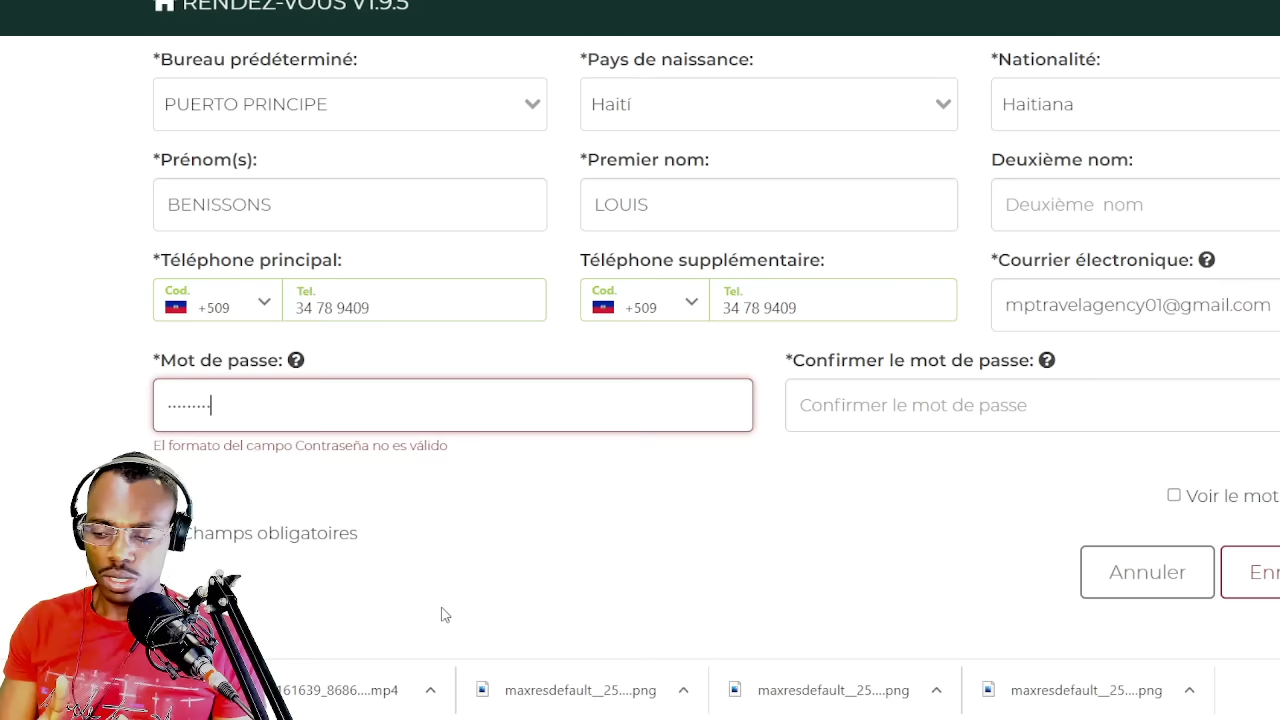 RENDEZ-VOUS V1.9.5
*Bureau prédéterminé: *Pays de naissance: *Nationalité:
PUERTO PRINCIPE Haití Haitiana
*Prénom(s): *Premier nom: Deuxième nom:
BENISSONS LOUIS Deuxième nom
*Téléphone principal: Téléphone supplémentaire: *Courrier électronique:
Cod. Tel. Cod. Tel.
+509 34 78 9409 +509 34 78 9409 mptravelagency01@gmail.com
*Mot de passe: *Confirmer le mot de passe:
Confirmer le mot de passe
El formato del campo Contraseña no es válido
Voir le mot
Champs obligatoires
Annuler
161639_8686....mp4 maxresdefault__25....png maxresdefault__25....png maxresdefault__25....png